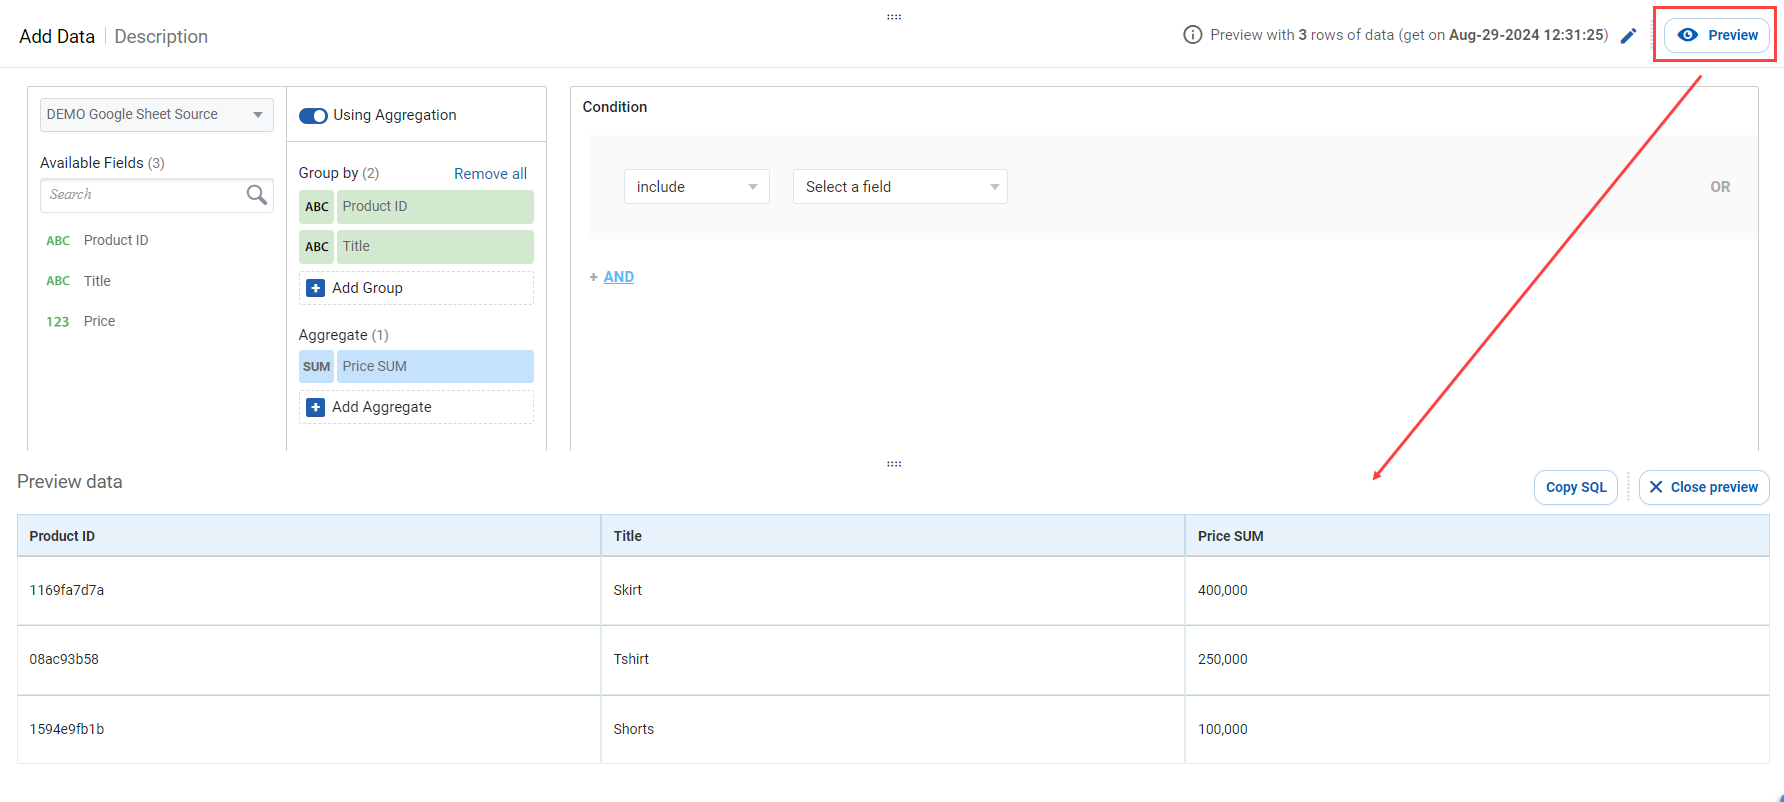 Add Data Description
Preview with 3 rows of data (get on Aug-29-2024 12:31:25)
Preview
DEMO Google Sheet Source
Available Fields (3)
Search
ABC Product ID
ABC Title
123 Price
Using Aggregation
Group by (2) Remove all
ABC Product ID
ABC Title
+ Add Group
Aggregate (1)
SUM Price SUM
+ Add Aggregate
Condition
include Select a field OR
+ AND
Preview data
Copy SQL Close preview
Product ID Title Price SUM
1169fa7d7a Skirt 400,000
08ac93b58 Tshirt 250,000
1594e9fb1b Shorts 100,000